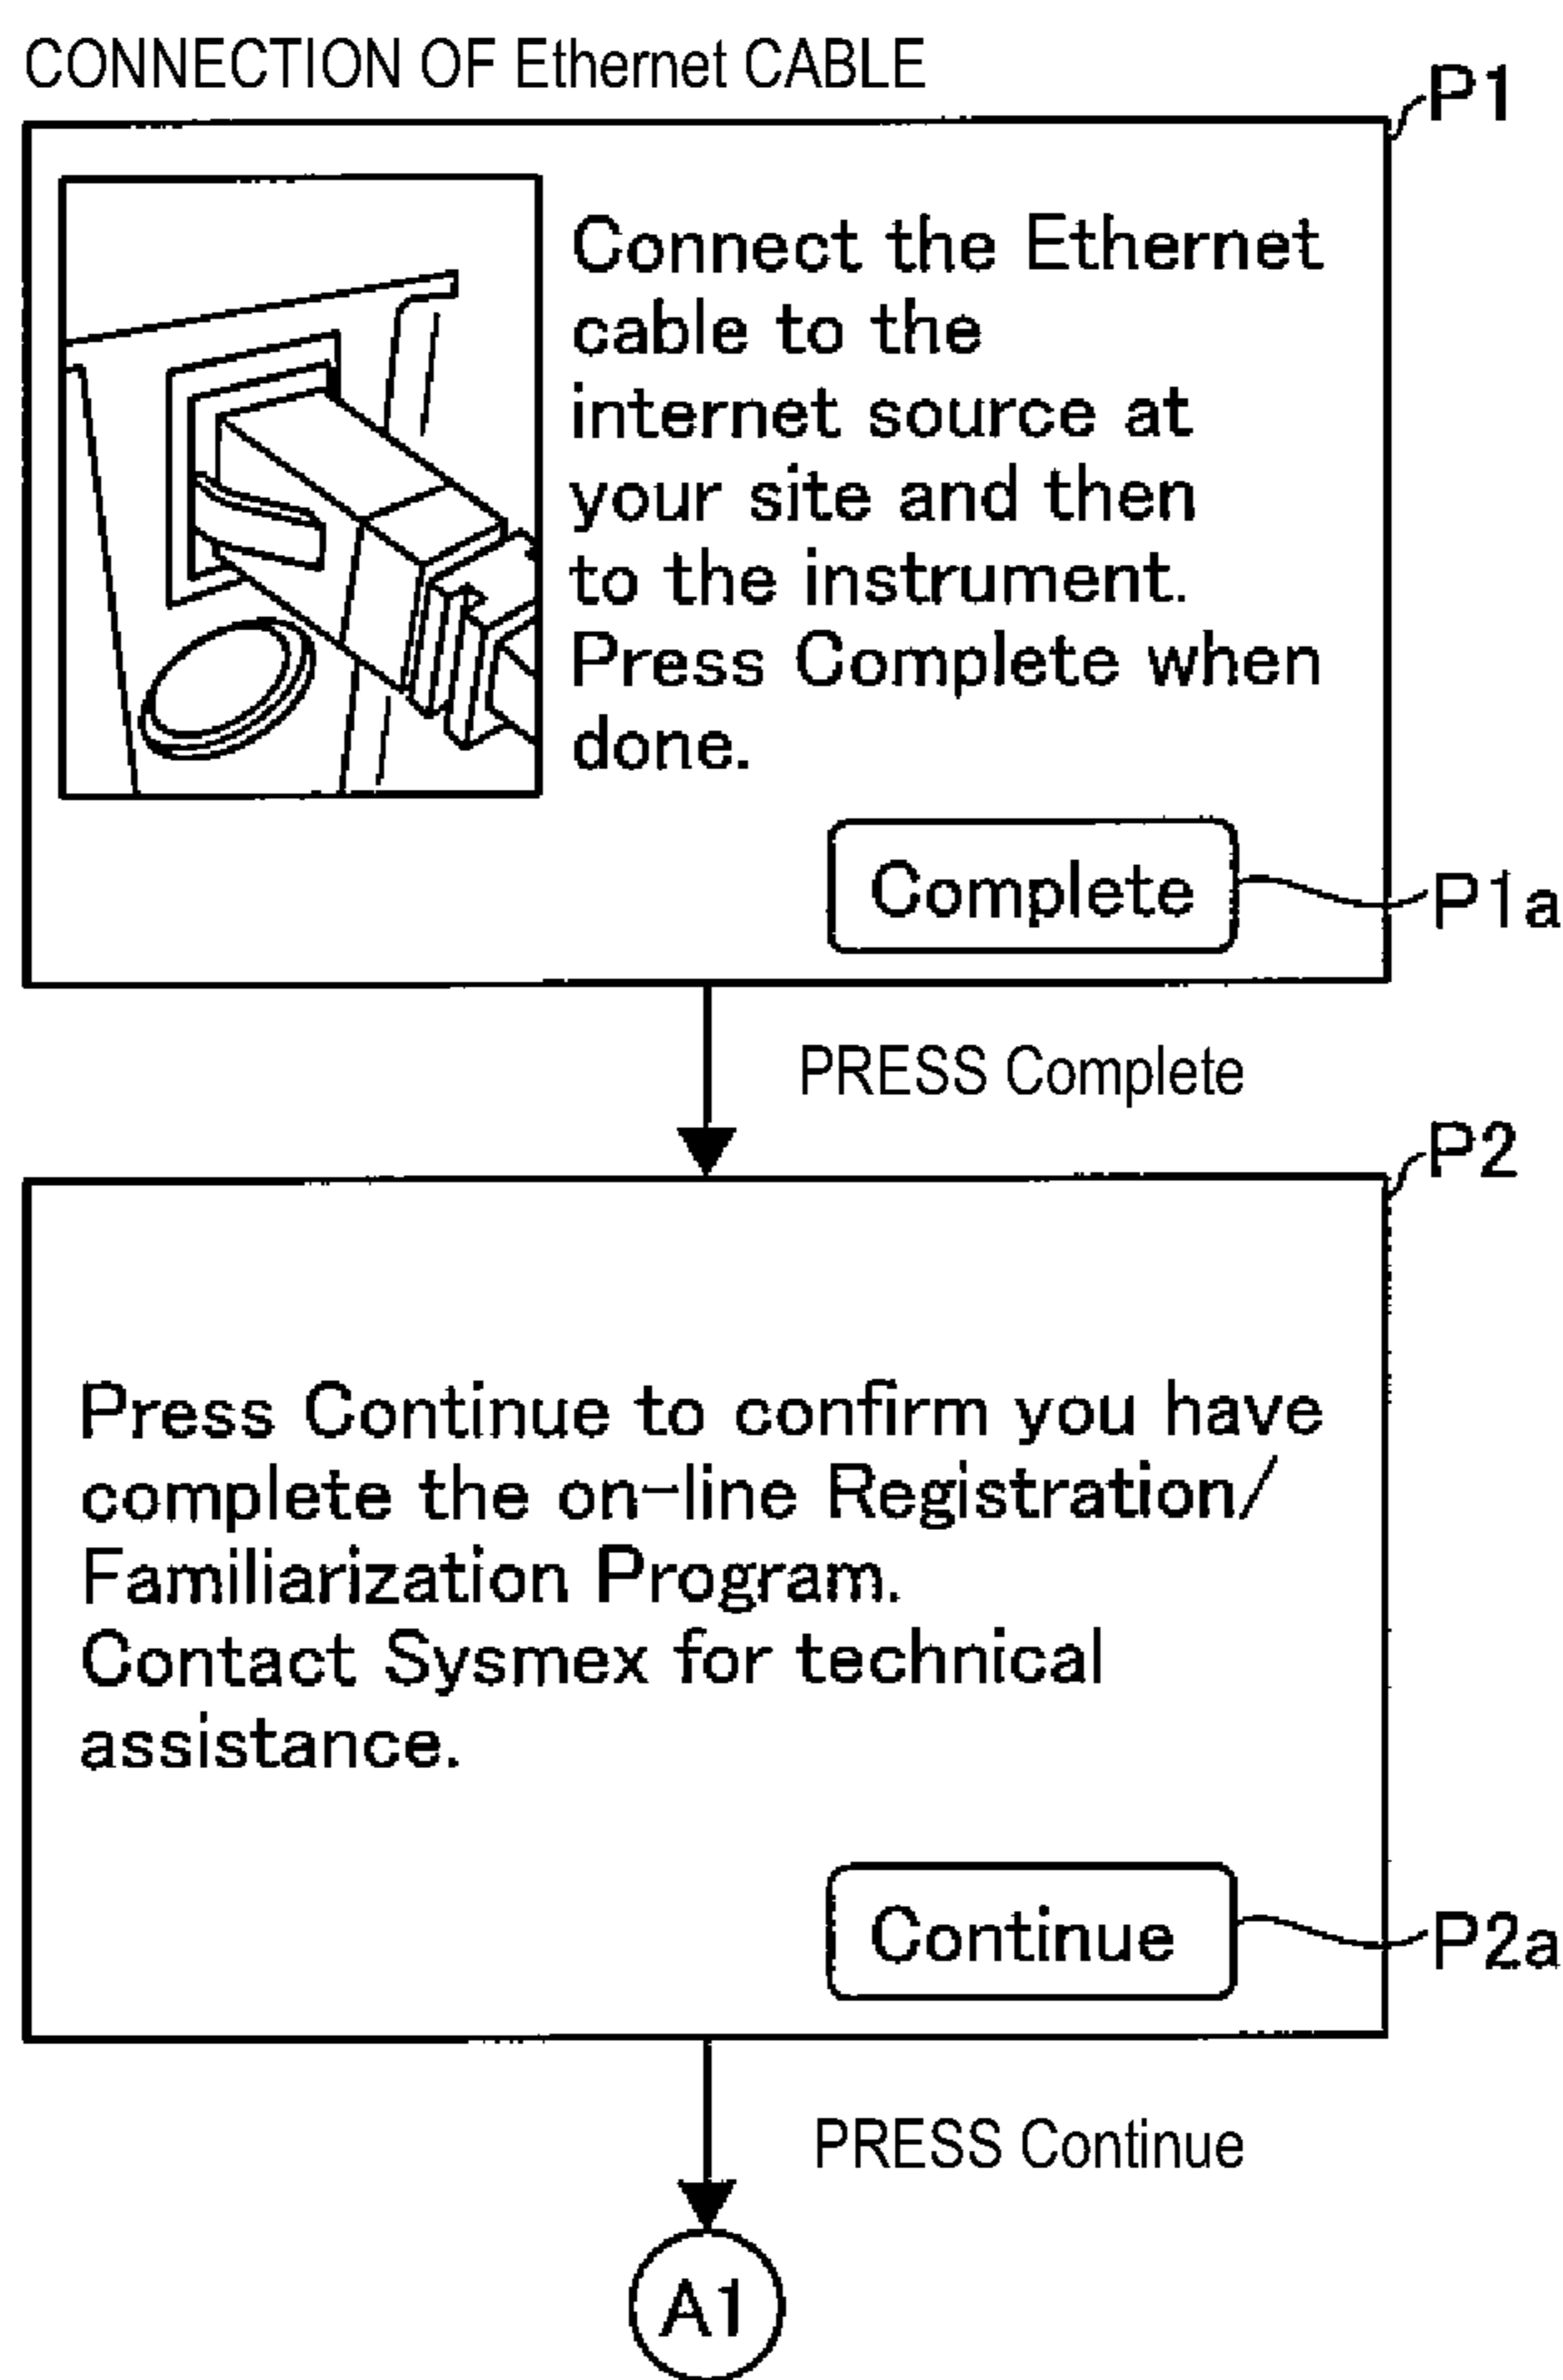 CONNECTION OF Ethernet CABLE
P1
Connect the Ethernet
cable to the
internet source at
your site and then
to the instrument.
Press Complete when
done.
Complete
P1a
PRESS Complete
P2
Press Continue to confirm you have
complete the on-line Registration/
Familiarization Program.
Contact Sysmex for technical
assistance.
Continue
P2a
PRESS Continue
A1